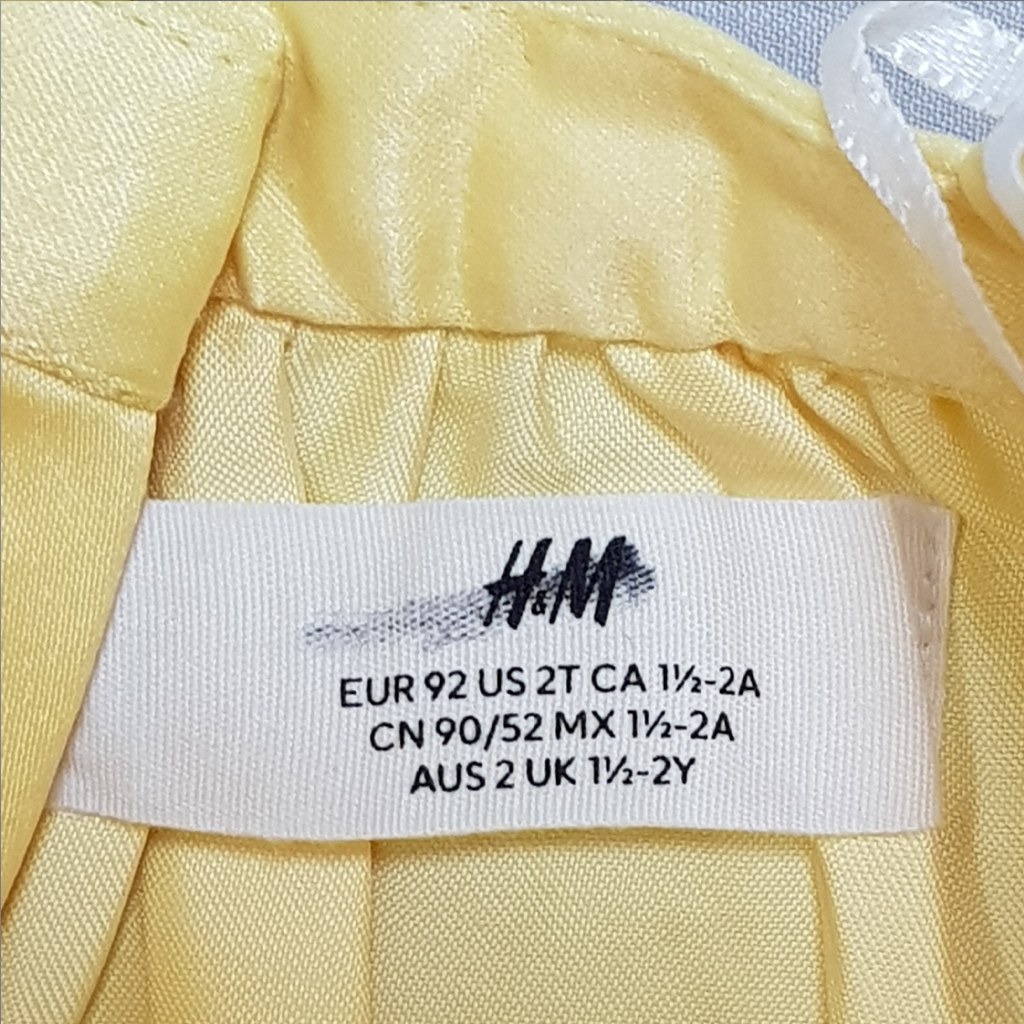 H&M
EUR 92 US 2T CA 1½-2A
CN 90/52 MX 1½-2A
AUS 2 UK 1½-2Y